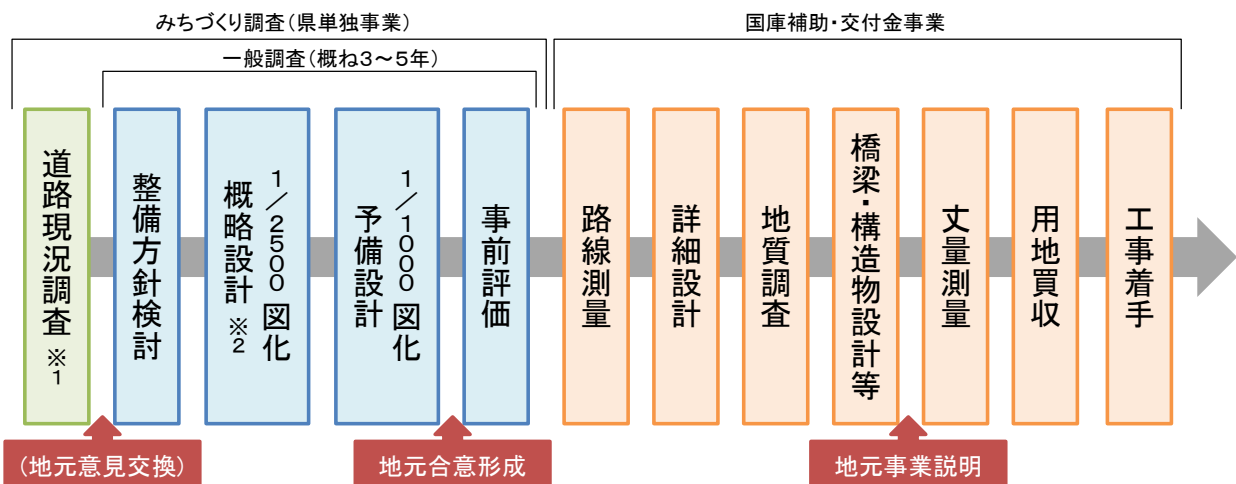 みちづくり調査(県単独事業)
国庫補助・交付金事業
一般調査(概ね3～5年)
道路現況調査※1
整備方針検討
1/2500図化
概略設計※2
1/1000図化
予備設計
事前評価
路線測量
詳細設計
地質調査
橋梁・構造物設計等
丈量測量
用地買収
工事着手
(地元意見交換)
地元合意形成
地元事業説明